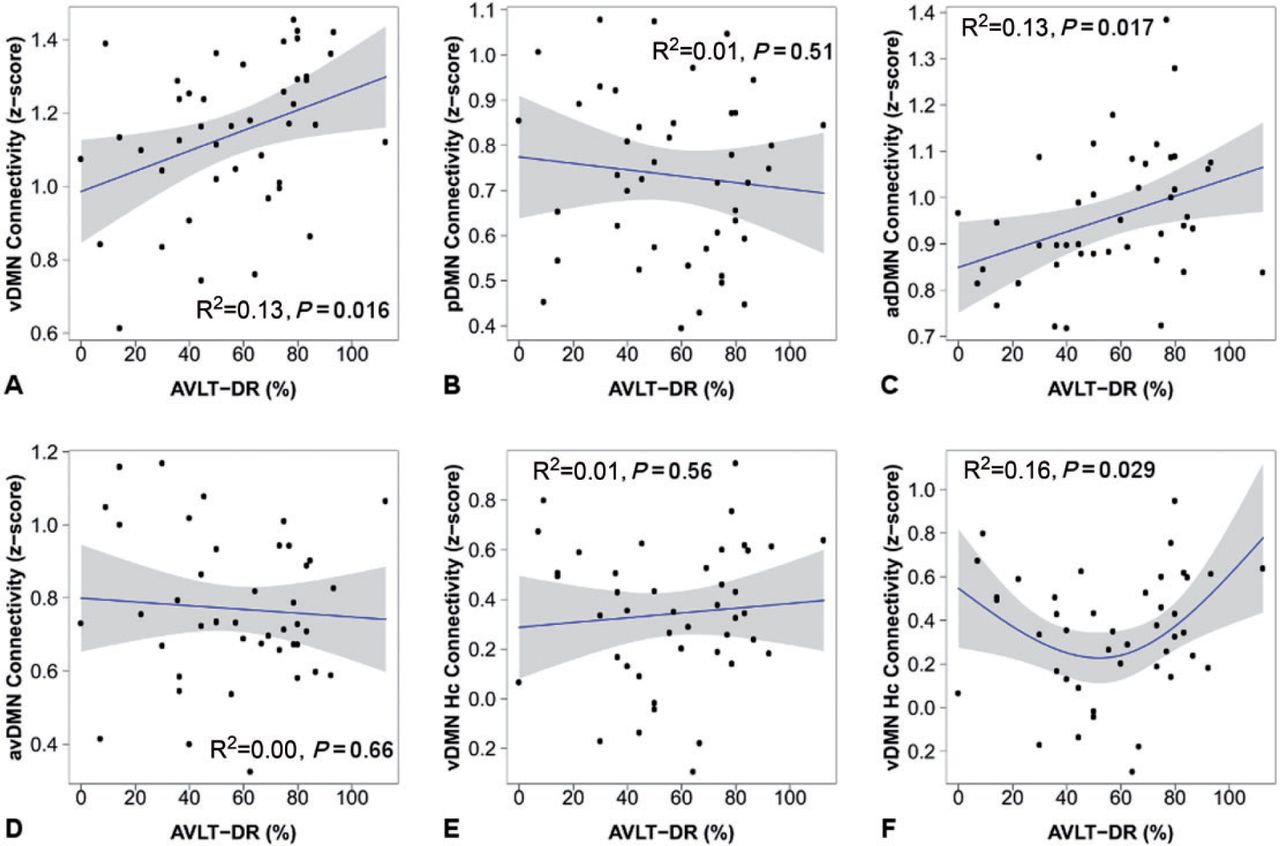 vDMN Connectivity (z−score)
1.4
1.2
1.0
0.8
0.6
R2=0.13, P=0.016
0 20 40 60 80 100
A AVLT−DR (%)
pDMN Connectivity (z−score)
1.1
1.0
0.9
0.8
0.7
0.6
0.5
0.4
R2=0.01, P=0.51
0 20 40 60 80 100
B AVLT−DR (%)
adDMN Connectivity (z−score)
1.4
1.3
1.2
1.1
1.0
0.9
0.8
0.7
R2=0.13, P=0.017
0 20 40 60 80 100
C AVLT−DR (%)
avDMN Connectivity (z−score)
1.2
1.0
0.8
0.6
0.4
R2=0.00, P=0.66
0 20 40 60 80 100
D AVLT−DR (%)
vDMN Hc Connectivity (z−score)
0.8
0.6
0.4
0.2
0.0
0.2
R2=0.01, P=0.56
0 20 40 60 80 100
E AVLT−DR (%)
vDMN Hc Connectivity (z−score)
1.0
0.8
0.6
0.4
0.2
0.0
0.2
R2=0.16, P=0.029
0 20 40 60 80 100
F AVLT−DR (%)